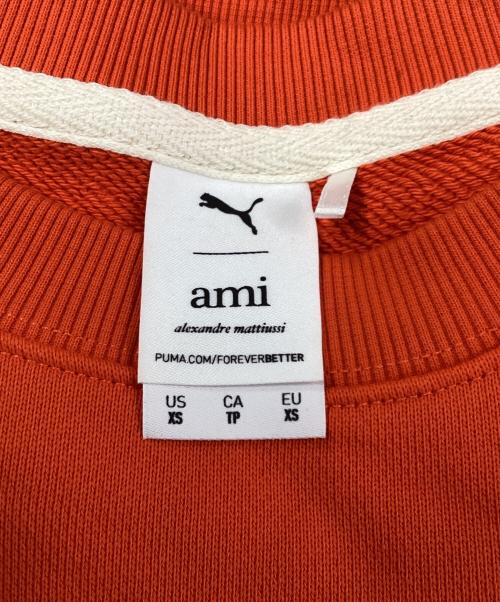 ami
alexandre mattiussi
PUMA.COM/FOREVERBETTER
US CA EU
XS TP XS